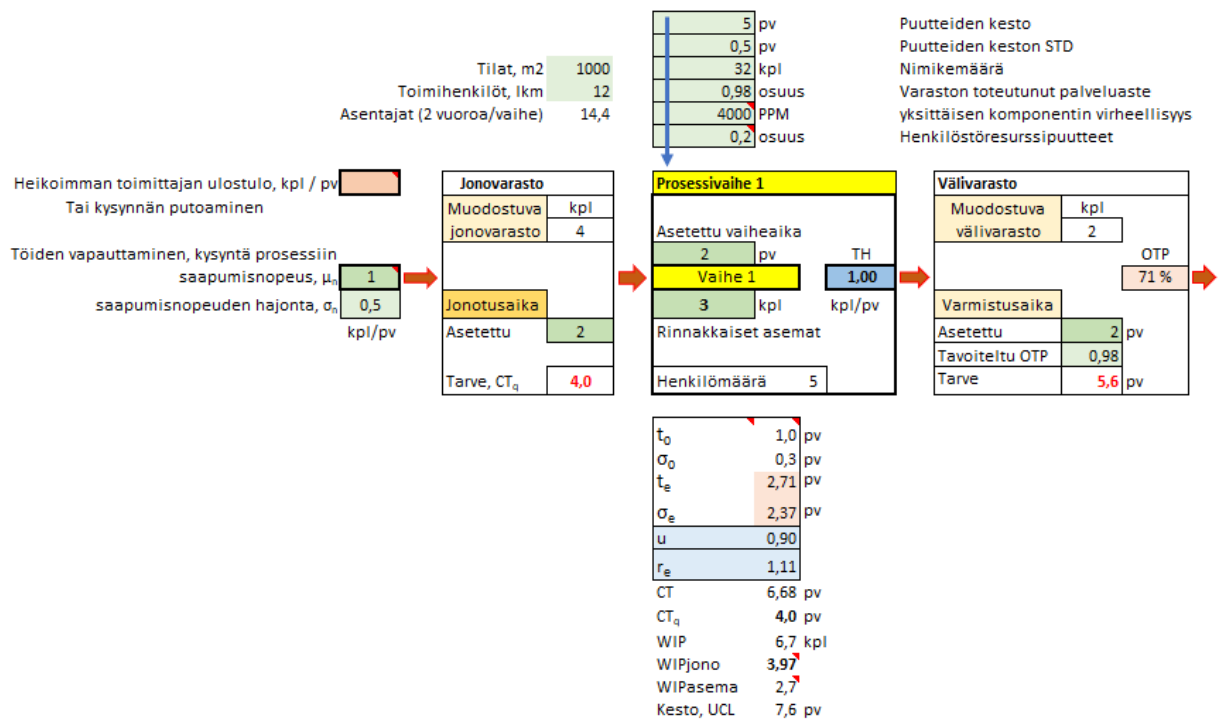 5 pv Puutteiden kesto
0,5 pv Puutteiden keston STD
Tilat, m2 1000 32 kpl Nimikemäärä
Toimihenkilöt, lkm 12 0,98 osuus Varaston toteutunut palveluaste
Asentajat (2 vuoroa/vaihe) 14,4 4000 PPM yksittäisen komponentin virheellisyys
0,2 osuus Henkilöstöresurssipuutteet
Heikoimman toimittajan ulostulo, kpl / pv
Tai kysynnän putoaminen
Töiden vapauttaminen, kysyntä prosessiin
saapumisnopeus, μₙ 1
saapumisnopeuden hajonta, σₙ 0,5
kpl/pv
Jonovarasto
Muodostuva kpl
jonovarasto 4
Jonotusaika
Asetettu 2
Tarve, CTq 4,0
Prosessivaihe 1
Asetettu vaiheaika
2 pv TH
Vaihe 1 1,00
3 kpl kpl/pv
Rinnakkaiset asemat
Henkilömäärä 5
Välivarasto
Muodostuva kpl
välivarasto 2
OTP
71 %
Varmistusaika
Asetettu 2 pv
Tavoiteltu OTP 0,98
Tarve 5,6 pv
t₀ 1,0 pv
σ₀ 0,3 pv
tₑ 2,71 pv
σₑ 2,37 pv
u 0,90
rₑ 1,11
CT 6,68 pv
CTq 4,0 pv
WIP 6,7 kpl
WIPjono 3,97
WIPasema 2,7
Kesto, UCL 7,6 pv